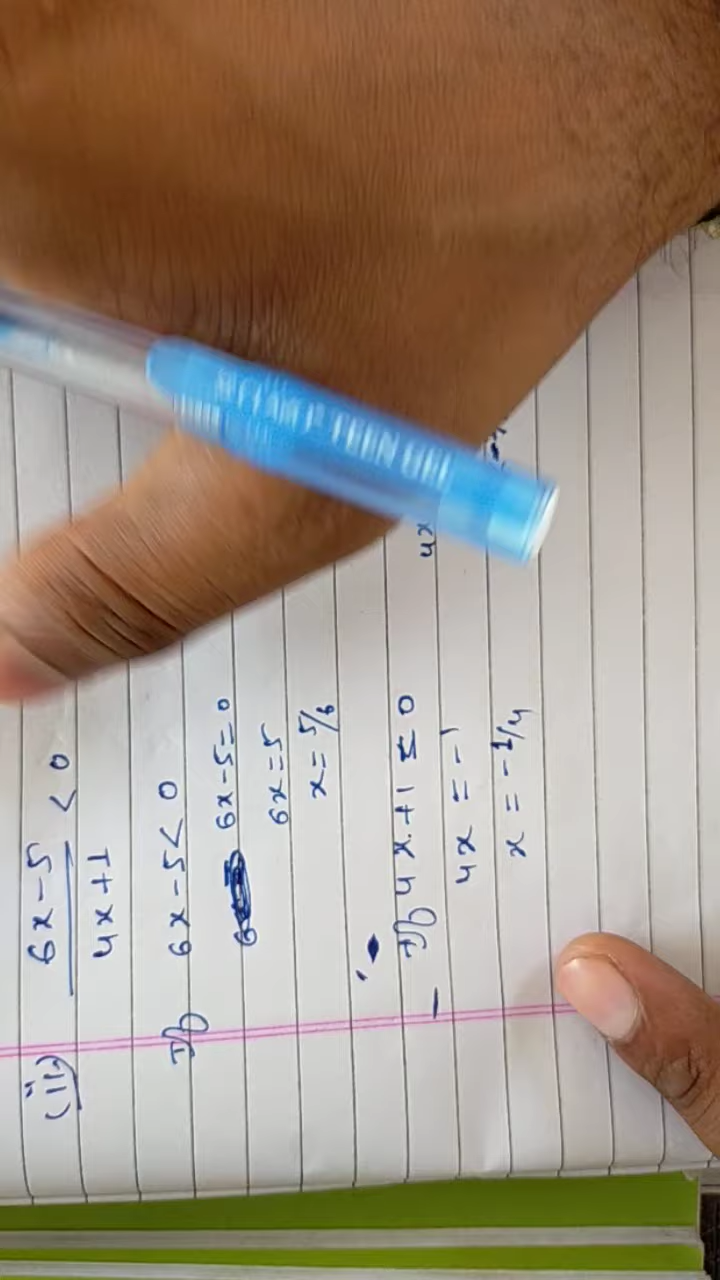 (ii) 6x-5/4x+1 < 0
If 6x-5<0
6x-5=0
6x=5
x=5/6
If 4x+1 ≤ 0
4x = -1
x = -1/4
4x